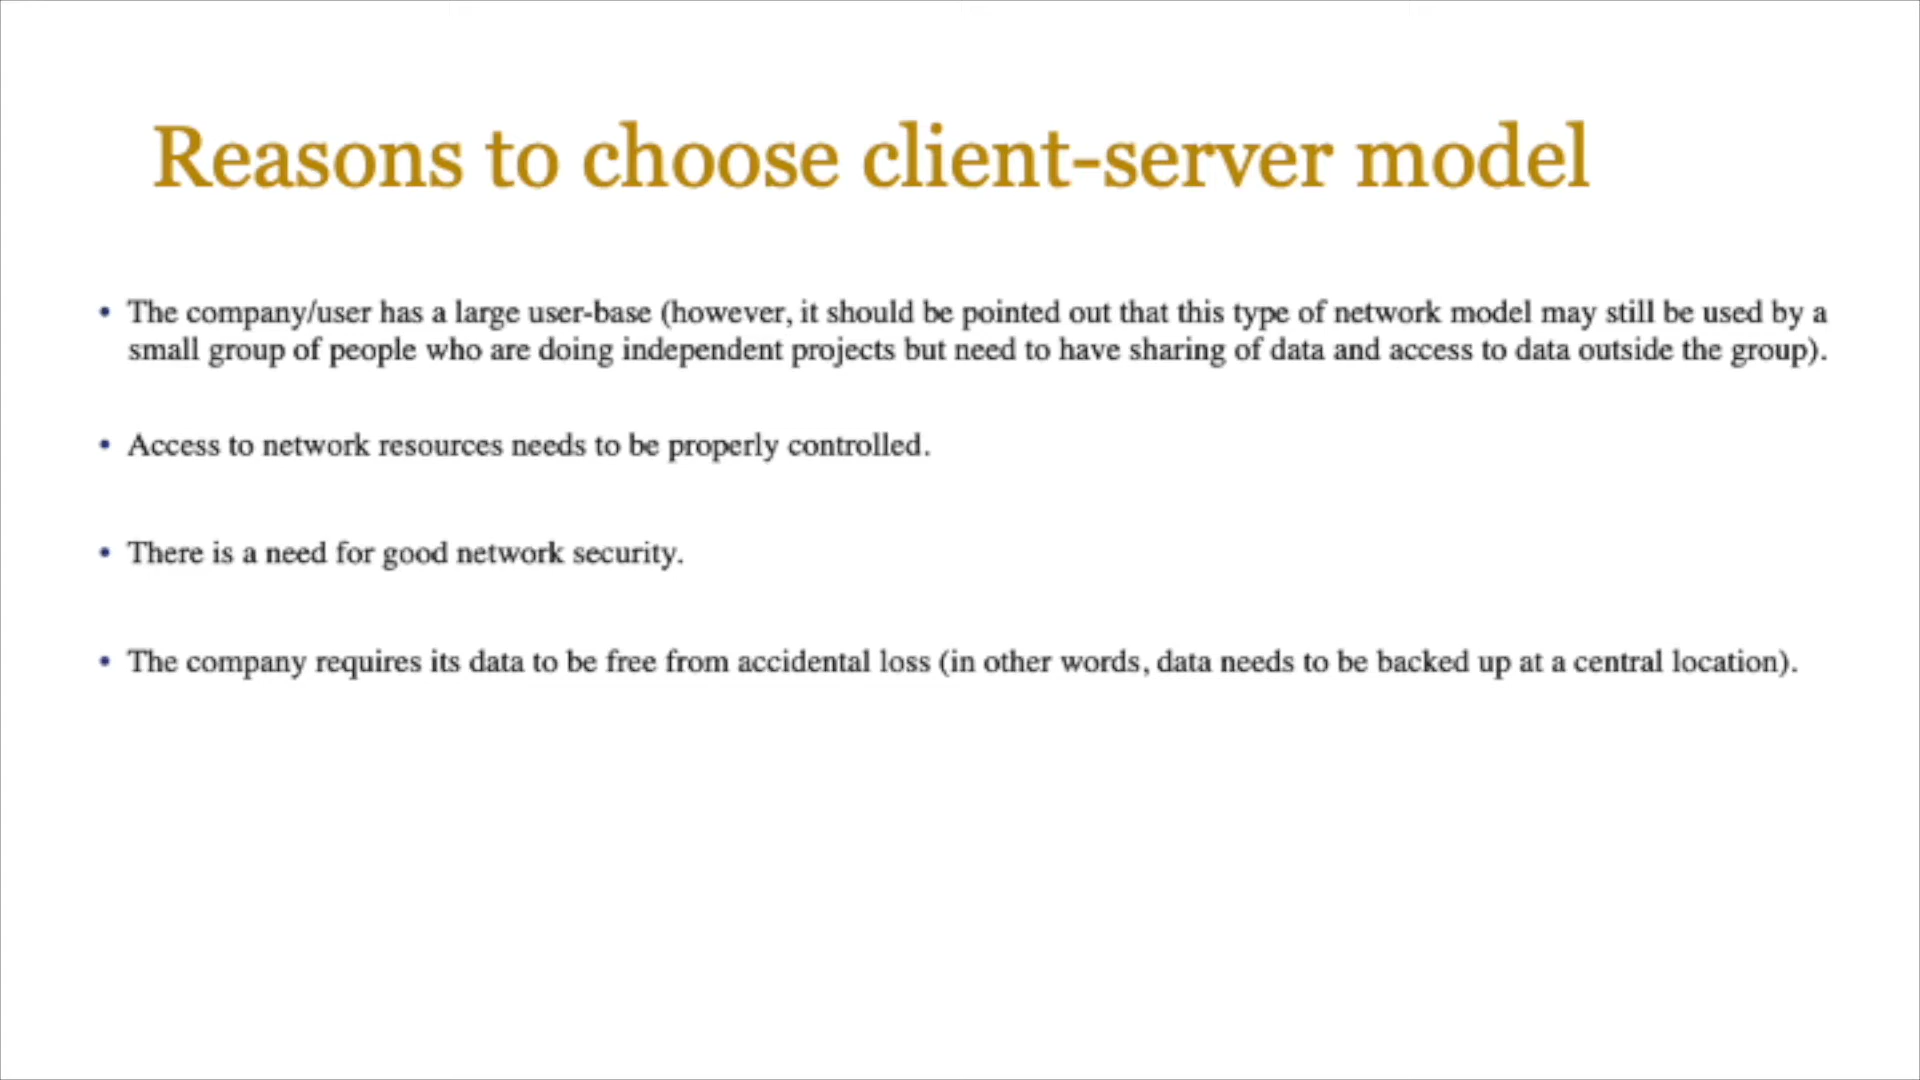 Reasons to choose client-server model
• The company/user has a large user-base (however, it should be pointed out that this type of network model may still be used by a
small group of people who are doing independent projects but need to have sharing of data and access to data outside the group).
• Access to network resources needs to be properly controlled.
• There is a need for good network security.
• The company requires its data to be free from accidental loss (in other words, data needs to be backed up at a central location).